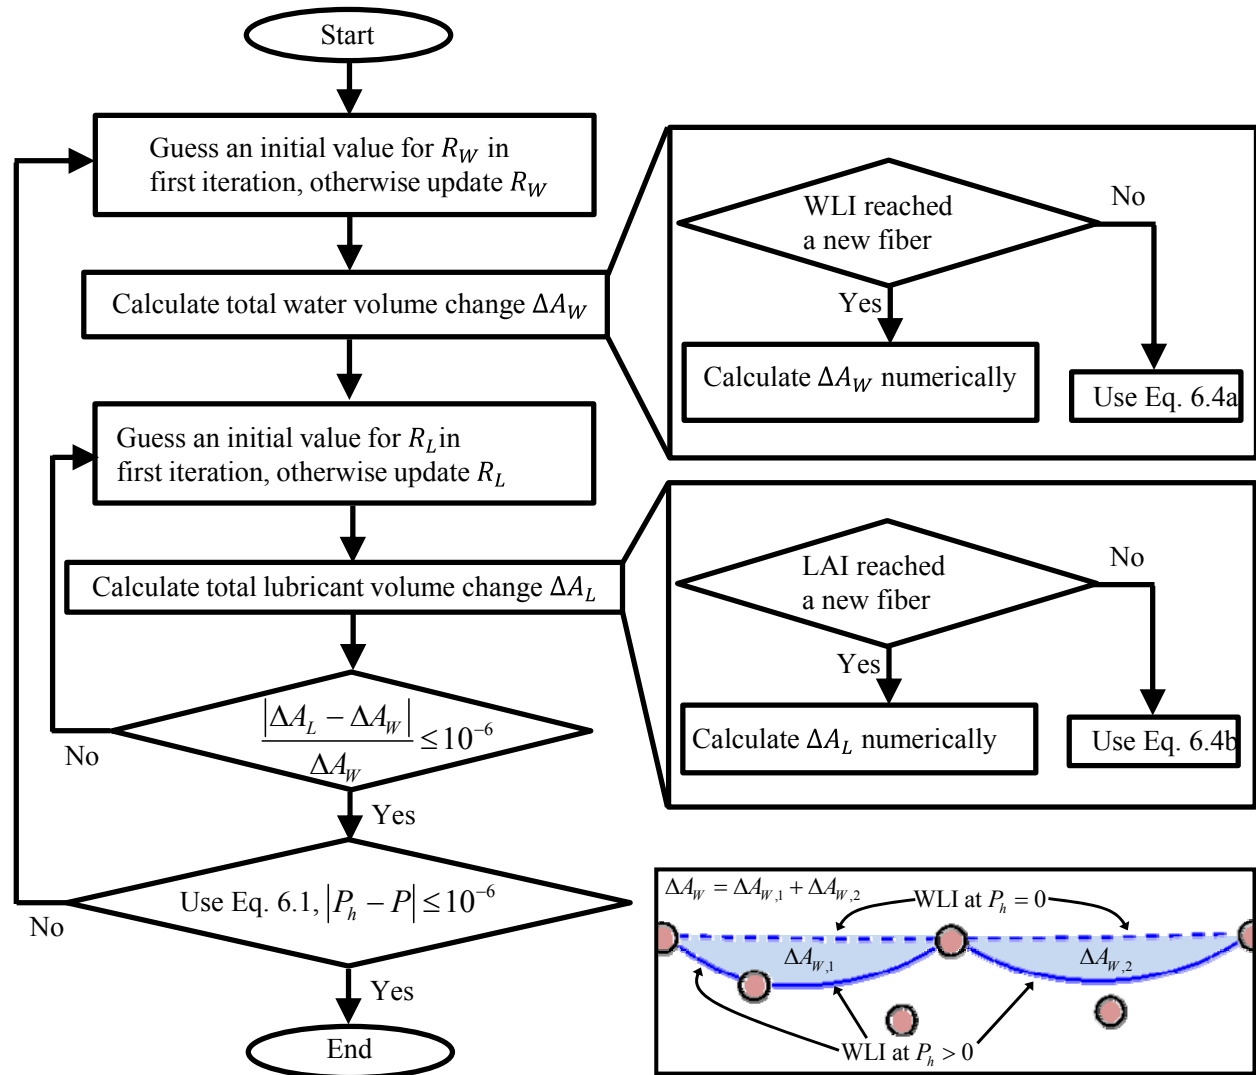 Start
Guess an initial value for R_W in
first iteration, otherwise update R_W
Calculate total water volume change ΔA_W
Guess an initial value for R_L in
first iteration, otherwise update R_L
Calculate total lubricant volume change ΔA_L
|ΔA_L − ΔA_W| / ΔA_W ≤ 10^−6
No
Yes
Use Eq. 6.1, |P_h − P| ≤ 10^−6
No
Yes
End
WLI reached
a new fiber
No
Yes
Calculate ΔA_W numerically
Use Eq. 6.4a
LAI reached
a new fiber
No
Yes
Calculate ΔA_L numerically
Use Eq. 6.4b
ΔA_W = ΔA_W,1 + ΔA_W,2
WLI at P_h = 0
ΔA_W,1
ΔA_W,2
WLI at P_h > 0